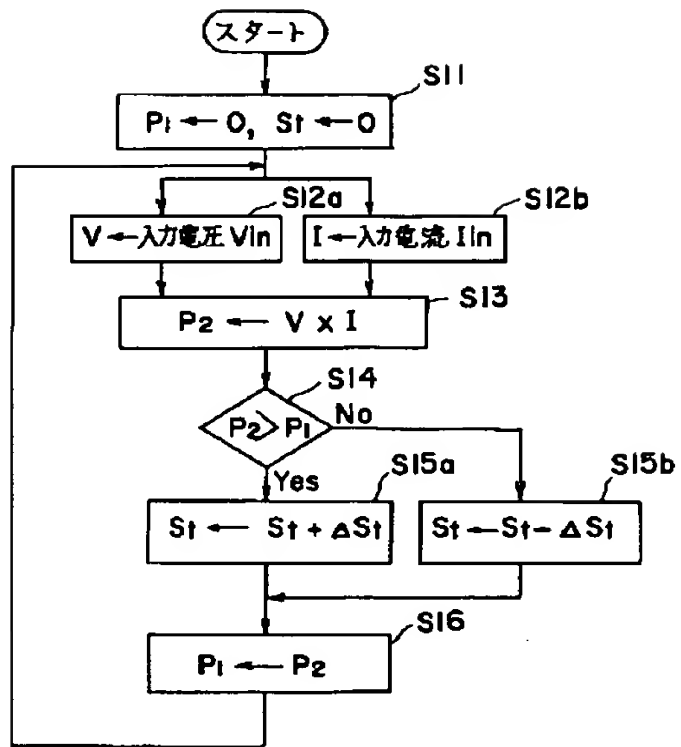 スタート
S11
P1 ← 0, St ← 0
S12a
S12b
V ← 入力電圧 Vin
I ← 入力電流 Iin
S13
P2 ← V x I
S14
P2 > P1
No
Yes
S15a
S15b
St ← St + ΔSt
St ← St - ΔSt
S16
P1 ← P2